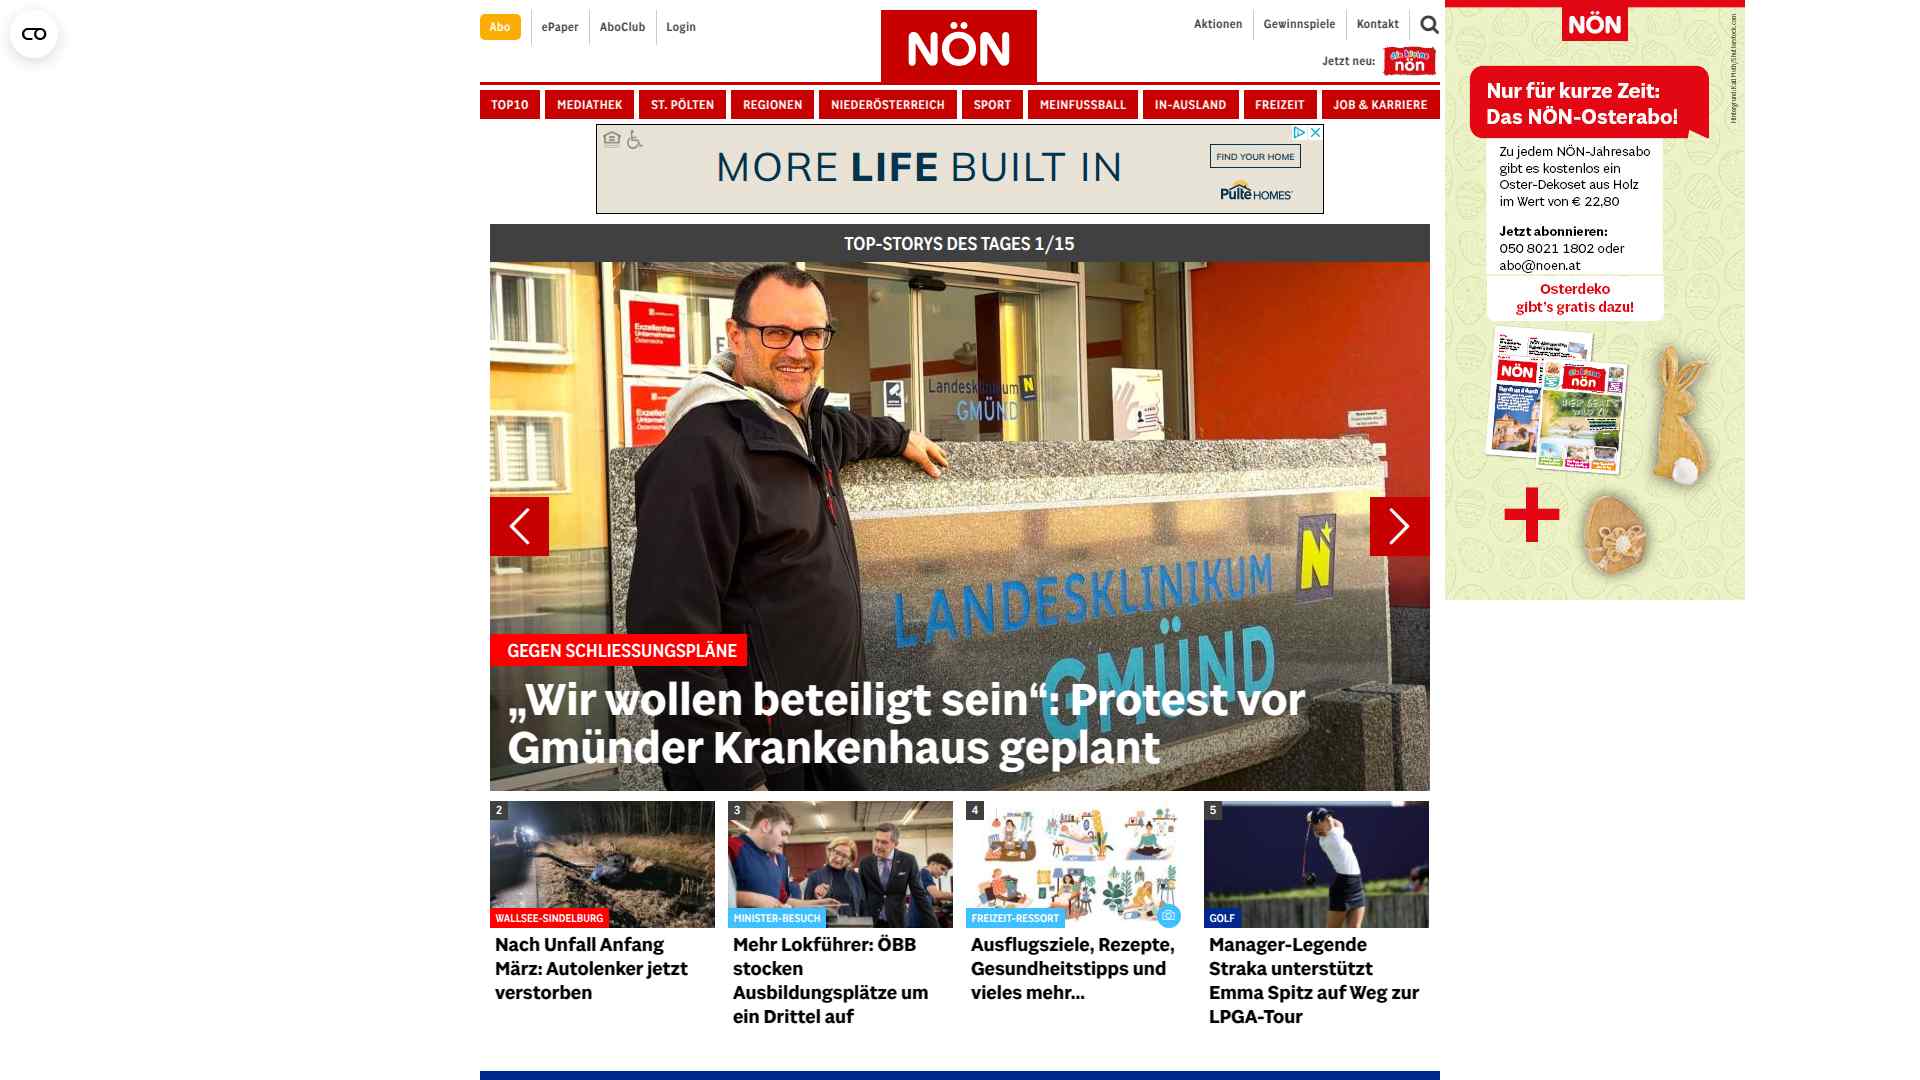 Abo
ePaper
AboClub
Login
NÖN
Aktionen
Gewinnspiele
Kontakt
Jetzt neu:
die kleine
nön
TOP10
MEDIATHEK
ST. PÖLTEN
REGIONEN
NIEDERÖSTERREICH
SPORT
MEINFUSSBALL
IN-AUSLAND
FREIZEIT
JOB & KARRIERE
MORE LIFE BUILT IN
FIND YOUR HOME
Pulte HOMES
TOP-STORYS DES TAGES 1/15
Exzellentes
Unternehmen
Österreichs
Landesklinikum N
GMÜND
LANDESKLINIKUM N
GMÜND
GEGEN SCHLIESSUNGSPLÄNE
„Wir wollen beteiligt sein“: Protest vor
Gmünder Krankenhaus geplant
2
WALLSEE-SINDELBURG
Nach Unfall Anfang
März: Autolenker jetzt
verstorben
3
MINISTER-BESUCH
Mehr Lokführer: ÖBB
stocken
Ausbildungsplätze um
ein Drittel auf
4
FREIZEIT-RESSORT
Ausflugsziele, Rezepte,
Gesundheitstipps und
vieles mehr...
5
GOLF
Manager-Legende
Straka unterstützt
Emma Spitz auf Weg zur
LPGA-Tour
NÖN
Nur für kurze Zeit:
Das NÖN-Osterabo!
Zu jedem NÖN-Jahresabo
gibt es kostenlos ein
Oster-Dekoset aus Holz
im Wert von € 22,80
Jetzt abonnieren:
050 8021 1802 oder
abo@noen.at
Osterdeko
gibt's gratis dazu!
NÖN
nön
+